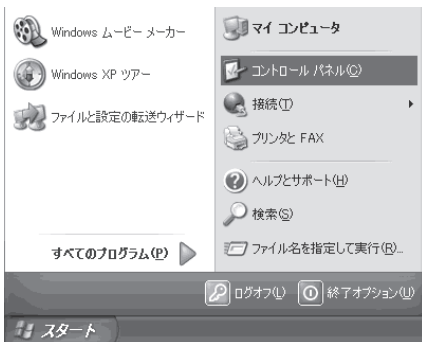 Windows ムービー メーカー
Windows XP ツアー
ファイルと設定の転送ウィザード
すべてのプログラム(P)
マイ コンピュータ
コントロール パネル(C)
接続(T)
プリンタと FAX
ヘルプとサポート(H)
検索(S)
ファイル名を指定して実行(R)...
ログオフ(L)
終了オプション(U)
スタート